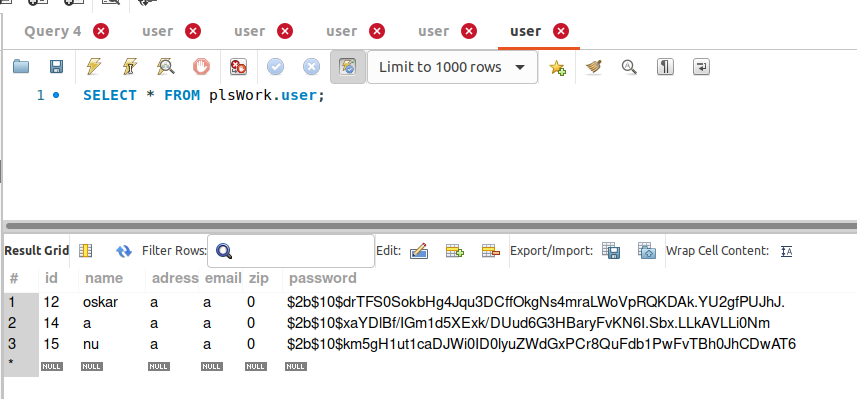 Query 4 user user user user user
Limit to 1000 rows
1 SELECT * FROM plsWork.user;
Result Grid Filter Rows: Edit: Export/Import: Wrap Cell Content:
# id name adress email zip password
1 12 oskar a a 0 $2b$10$drTFS0SokbHg4Jqu3DCffOkgNs4mraLWoVpRQKDAk.YU2gfPUJhJ.
2 14 a a a 0 $2b$10$xaYDlBf/IGm1d5XExk/DUud6G3HBaryFvKN6I.Sbx.LLkAVLLi0Nm
3 15 nu a a 0 $2b$10$km5gH1ut1caDJWi0ID0lyuZWdGxPCr8QuFdb1PwFvTBh0JhCDwAT6
* NULL NULL NULL NULL NULL NULL